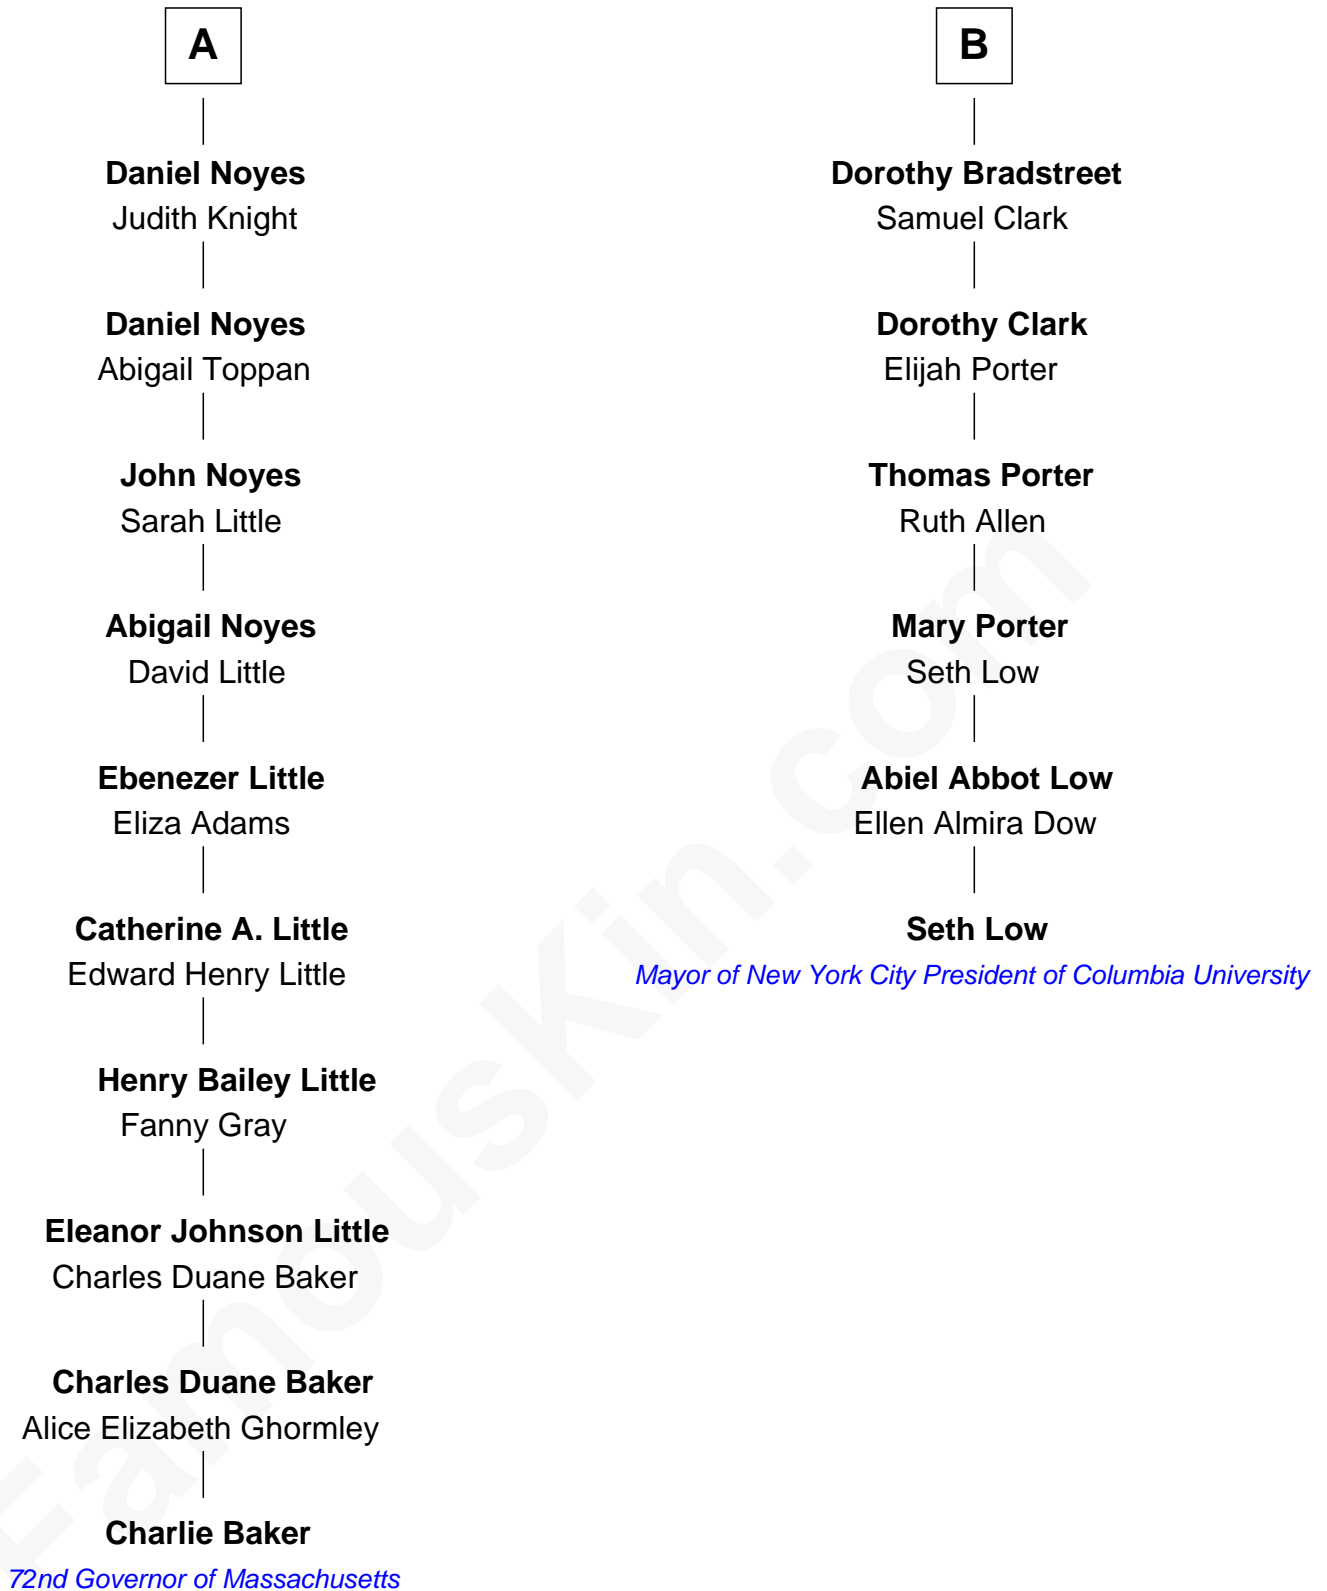 A
Daniel Noyes
Judith Knight
Daniel Noyes
Abigail Toppan
John Noyes
Sarah Little
Abigail Noyes
David Little
Ebenezer Little
Eliza Adams
Catherine A. Little
Edward Henry Little
Henry Bailey Little
Fanny Gray
Eleanor Johnson Little
Charles Duane Baker
Charles Duane Baker
Alice Elizabeth Ghormley
Charlie Baker
72nd Governor of Massachusetts
B
Dorothy Bradstreet
Samuel Clark
Dorothy Clark
Elijah Porter
Thomas Porter
Ruth Allen
Mary Porter
Seth Low
Abiel Abbot Low
Ellen Almira Dow
Seth Low
Mayor of New York City President of Columbia University
FamousKin.com